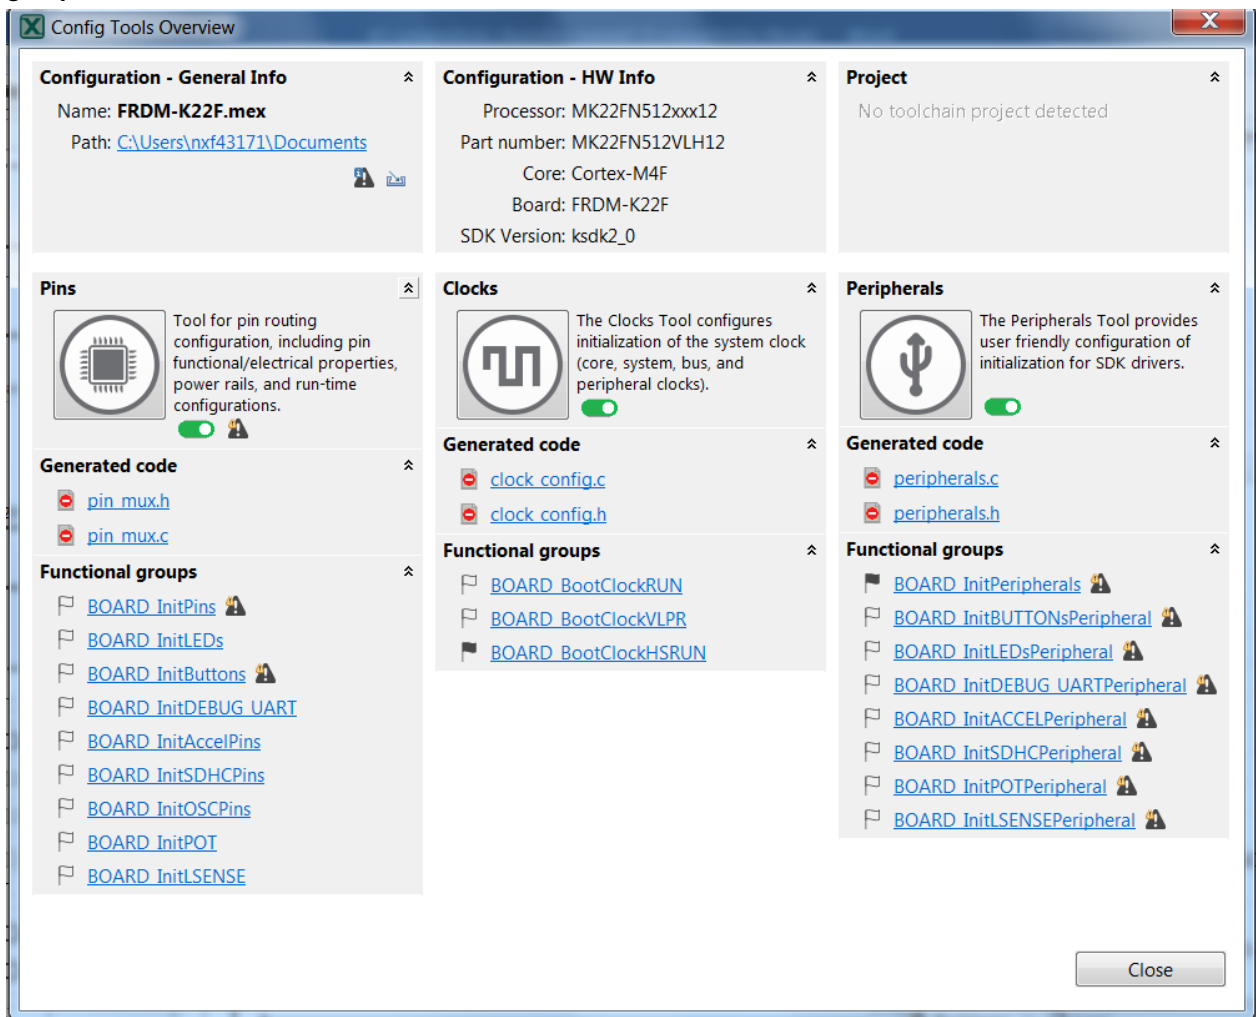 Config Tools Overview
Configuration - General Info
Name: FRDM-K22F.mex
Path: C:\Users\nxf43171\Documents
Configuration - HW Info
Processor: MK22FN512xxx12
Part number: MK22FN512VLH12
Core: Cortex-M4F
Board: FRDM-K22F
SDK Version: ksdk2_0
Project
No toolchain project detected
Pins
Tool for pin routing
configuration, including pin
functional/electrical properties,
power rails, and run-time
configurations.
Generated code
pin_mux.h
pin_mux.c
Functional groups
BOARD_InitPins
BOARD_InitLEDs
BOARD_InitButtons
BOARD_InitDEBUG_UART
BOARD_InitAccelPins
BOARD_InitSDHCPins
BOARD_InitOSCPins
BOARD_InitPOT
BOARD_InitLSENSE
Clocks
The Clocks Tool configures
initialization of the system clock
(core, system, bus, and
peripheral clocks).
Generated code
clock_config.c
clock_config.h
Functional groups
BOARD_BootClockRUN
BOARD_BootClockVLPR
BOARD_BootClockHSRUN
Peripherals
The Peripherals Tool provides
user friendly configuration of
initialization for SDK drivers.
Generated code
peripherals.c
peripherals.h
Functional groups
BOARD_InitPeripherals
BOARD_InitBUTTONsPeripheral
BOARD_InitLEDsPeripheral
BOARD_InitDEBUG_UARTPeripheral
BOARD_InitACCELPeripheral
BOARD_InitSDHCPeripheral
BOARD_InitPOTPeripheral
BOARD_InitLSENSEPeripheral
Close